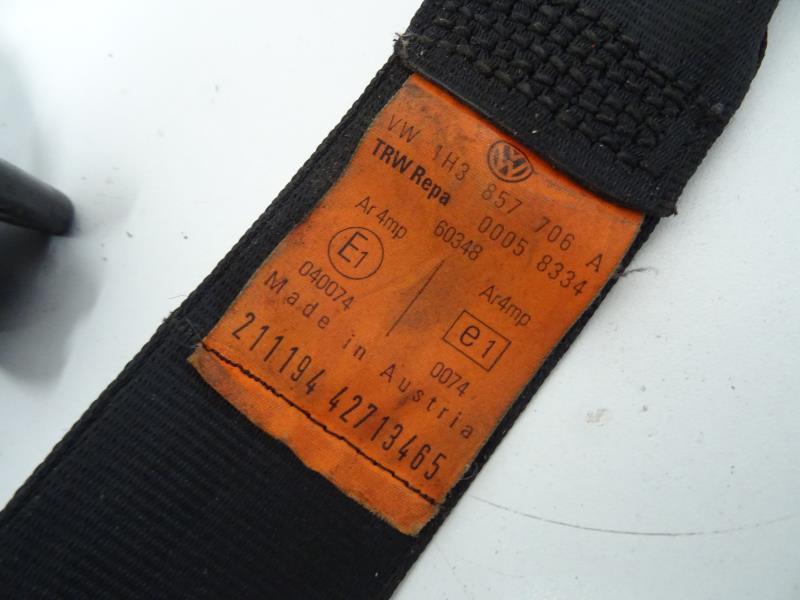 VW 1H3 857 706 A
TRW Repa 0005 8334
60348
Ar4mp
E1
040074
Ar4mp
e1
0074
Made in Austria
211194 42713465